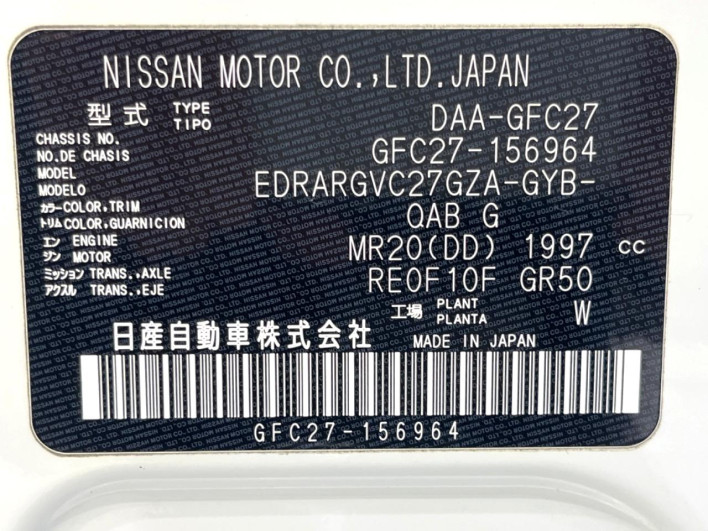 NISSAN MOTOR CO.,LTD.JAPAN
型式 TYPE TIPO DAA-GFC27
CHASSIS NO.
NO.DE CHASIS GFC27-156964
MODEL
MODELO EDRARGVC27GZA-GYB-
カラー COLOR,TRIM
トリム COLOR,GUARNICION QAB G
エンジン ENGINE MOTOR MR20(DD) 1997 cc
ミッション TRANS.,AXLE
アクスル TRANS.,EJE RE0F10F GR50
工場 PLANT PLANTA W
日産自動車株式会社 MADE IN JAPAN
GFC27-156964